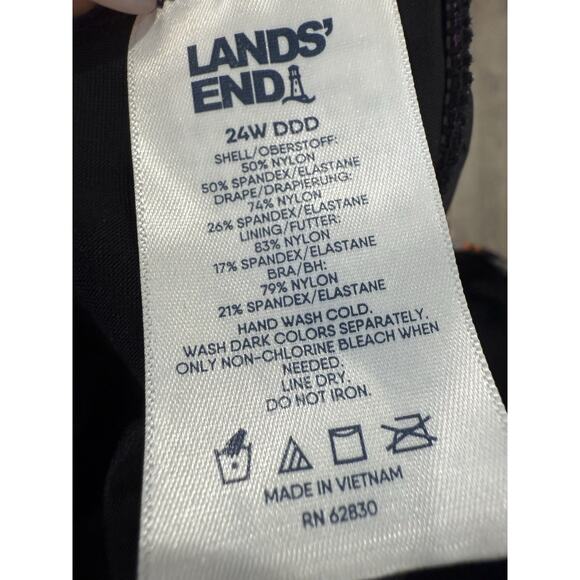 LANDS'
END
24W DDD
SHELL/OBERSTOFF:
50% NYLON
50% SPANDEX/ELASTANE
DRAPE/DRAPIERUNG:
74% NYLON
26% SPANDEX/ELASTANE
LINING/FUTTER:
83% NYLON
17% SPANDEX/ELASTANE
BRA/BH:
79% NYLON
21% SPANDEX/ELASTANE
HAND WASH COLD.
WASH DARK COLORS SEPARATELY.
ONLY NON-CHLORINE BLEACH WHEN
NEEDED.
LINE DRY.
DO NOT IRON.
MADE IN VIETNAM
RN 62830